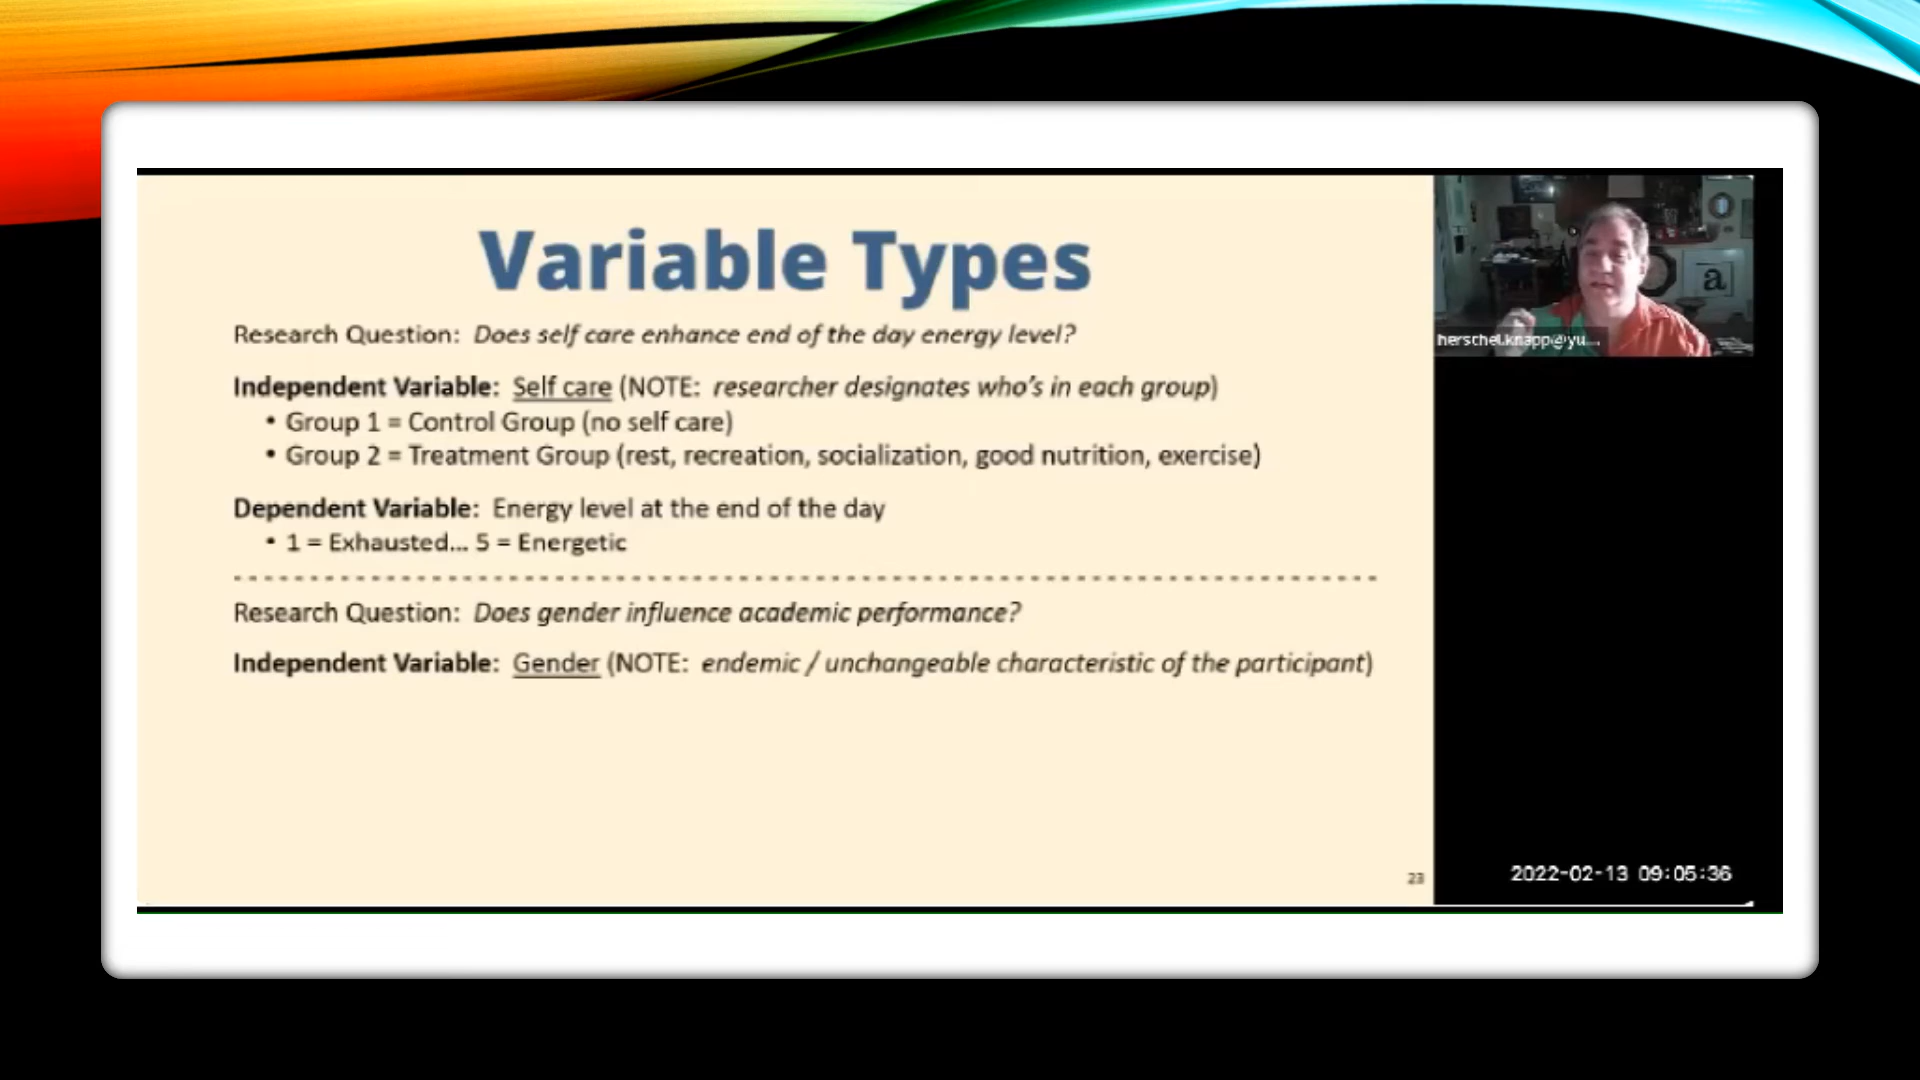 Variable Types
Research Question: Does self care enhance end of the day energy level?
Independent Variable: Self care (NOTE: researcher designates who's in each group)
• Group 1 = Control Group (no self care)
• Group 2 = Treatment Group (rest, recreation, socialization, good nutrition, exercise)
Dependent Variable: Energy level at the end of the day
• 1 = Exhausted... 5 = Energetic
Research Question: Does gender influence academic performance?
Independent Variable: Gender (NOTE: endemic / unchangeable characteristic of the participant)
23
herschel.knapp@yu...
a
2022-02-13 09:05:36